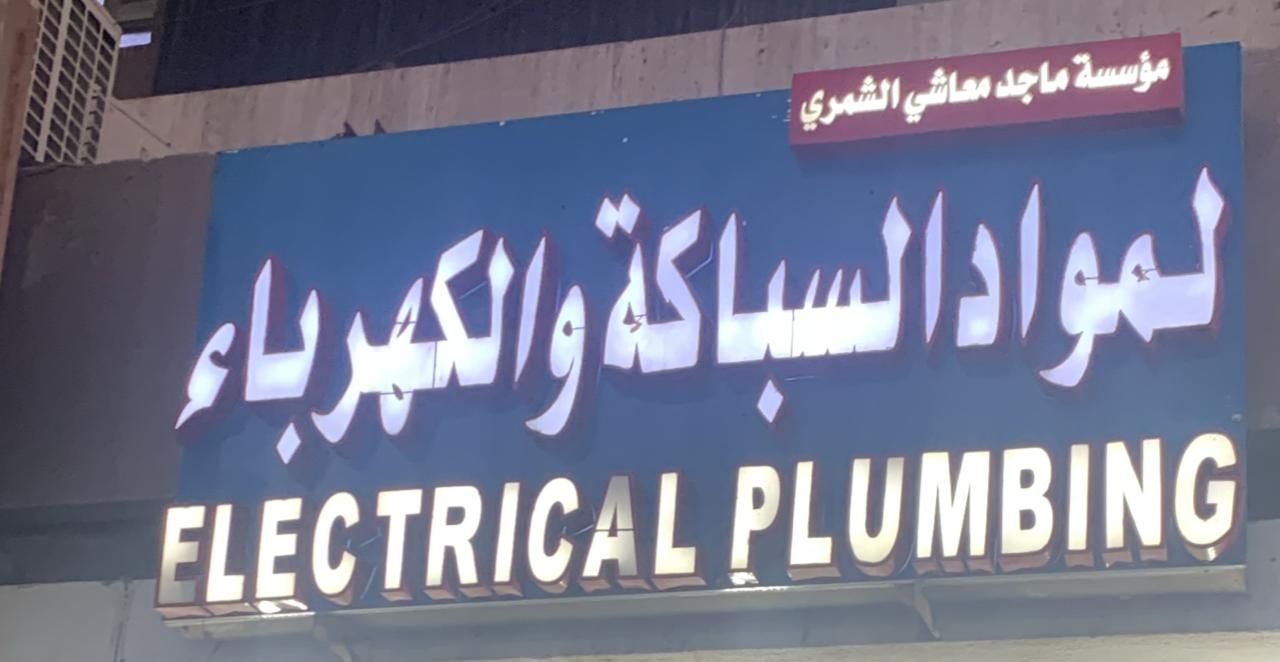 مؤسسة ماجد معاشي الشمري
لمواد السباكة والكهرباء
ELECTRICAL PLUMBING